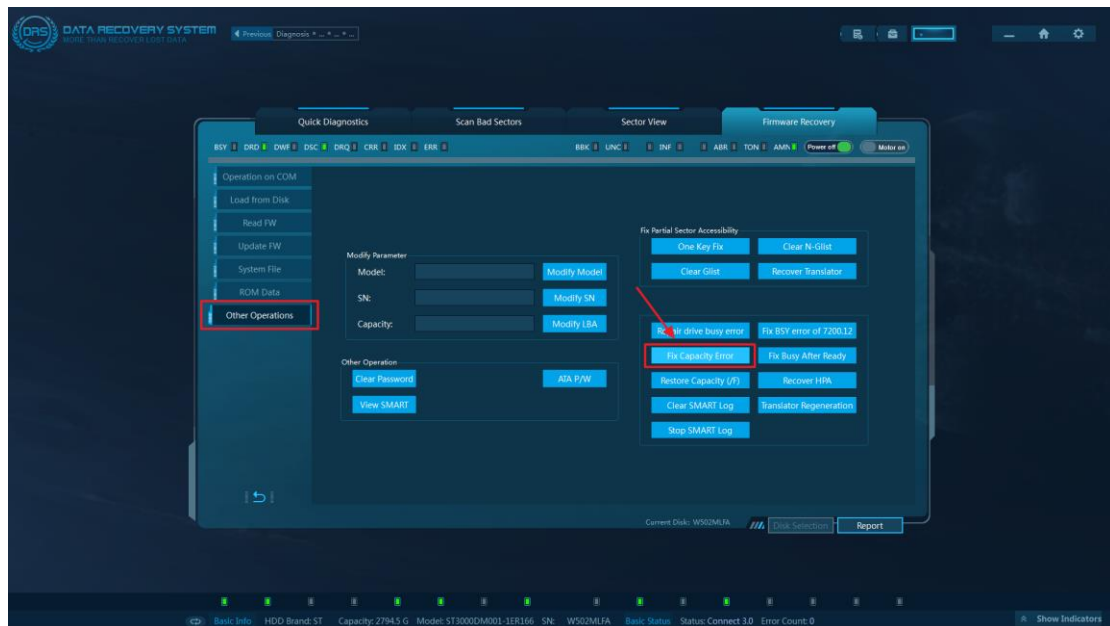 DRS DATA RECOVERY SYSTEM
MORE THAN RECOVER LOST DATA
Previous Diagnosis * ... * ... * ...
Quick Diagnostics Scan Bad Sectors Sector View Firmware Recovery
BSY DRD DWF DSC DRQ CRR IDX ERR BBK UNC INF ABR TON AMN Power off Motor on
Operation on COM
Load from Disk
Read FW
Update FW
System File
ROM Data
Other Operations
Modify Parameter
Model: Modify Model
SN: Modify SN
Capacity: Modify LBA
Other Operation
Clear Password ATA P/W
View SMART
Fix Partial Sector Accessibility
One Key Fix Clear N-Glist
Clear Glist Recover Translator
Repair drive busy error Fix BSY error of 7200.12
Fix Capacity Error Fix Busy After Ready
Restore Capacity (/F) Recover HPA
Clear SMART Log Translator Regeneration
Stop SMART Log
Current Disk: W502MLFA Disk Selection Report
Basic Info HDD Brand: ST Capacity: 2794.5 G Model: ST3000DM001-1ER166 SN: W502MLFA Basic Status Status: Connect 3.0 Error Count: 0 Show Indicators